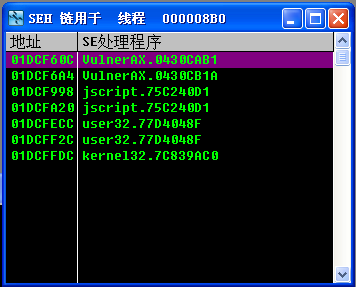 SEH 链用于 线程 000008B0
地址 SE处理程序
01DCF60C VulnerAX.0430CAB1
01DCF6A4 VulnerAX.0430CB1A
01DCF998 jscript.75C240D1
01DCFA20 jscript.75C240D1
01DCFECC user32.77D4048F
01DCFF2C user32.77D4048F
01DCFFDC kernel32.7C839AC0